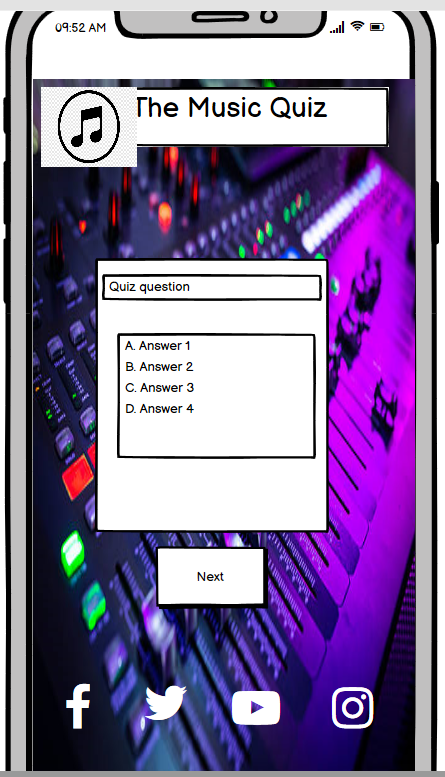 09:52 AM
The Music Quiz
Quiz question
A. Answer 1
B. Answer 2
C. Answer 3
D. Answer 4
Next